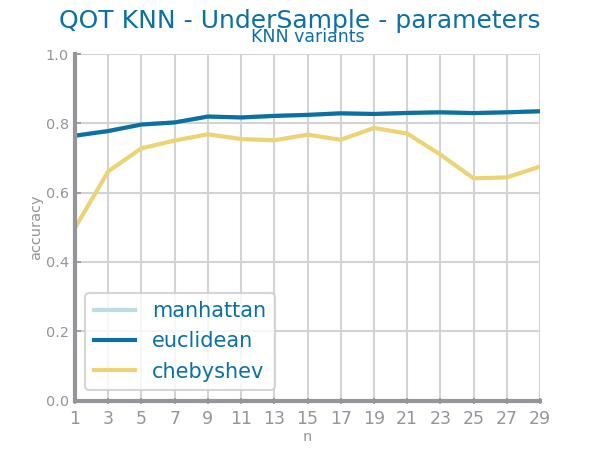 QOT KNN - UnderSample - parameters
KNN variants
1.0
0.8
0.6
0.4
0.2
0.0
accuracy
manhattan
euclidean
chebyshev
1 3 5 7 9 11 13 15 17 19 21 23 25 27 29
n